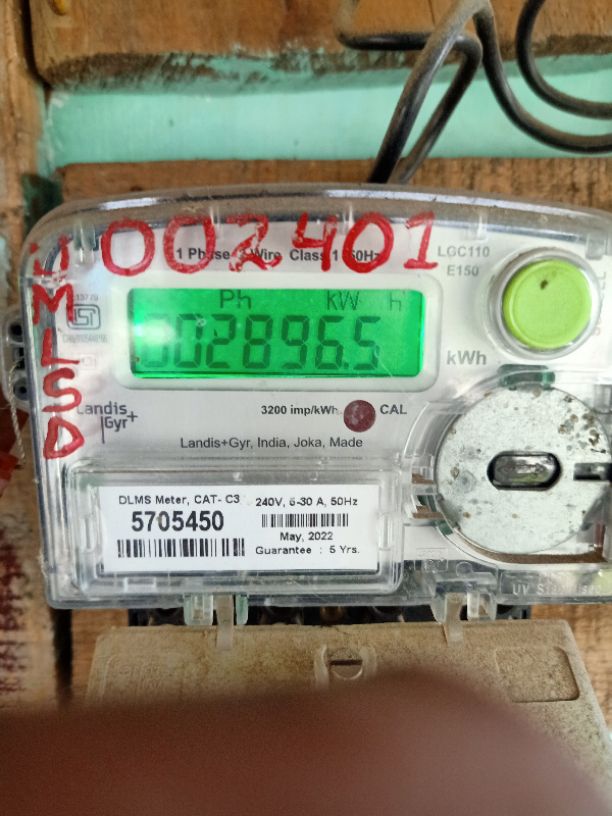 002401
1 Phase 2 Wire Class 1 50Hz
LGC110
E150
Ph kW h
002896.5
kWh
Landis+
Gyr
3200 imp/kWh
CAL
Landis+Gyr, India, Joka, Made
DLMS Meter, CAT- C3
5705450
240V, 5-30 A, 50Hz
May, 2022
Guarantee : 5 Yrs.